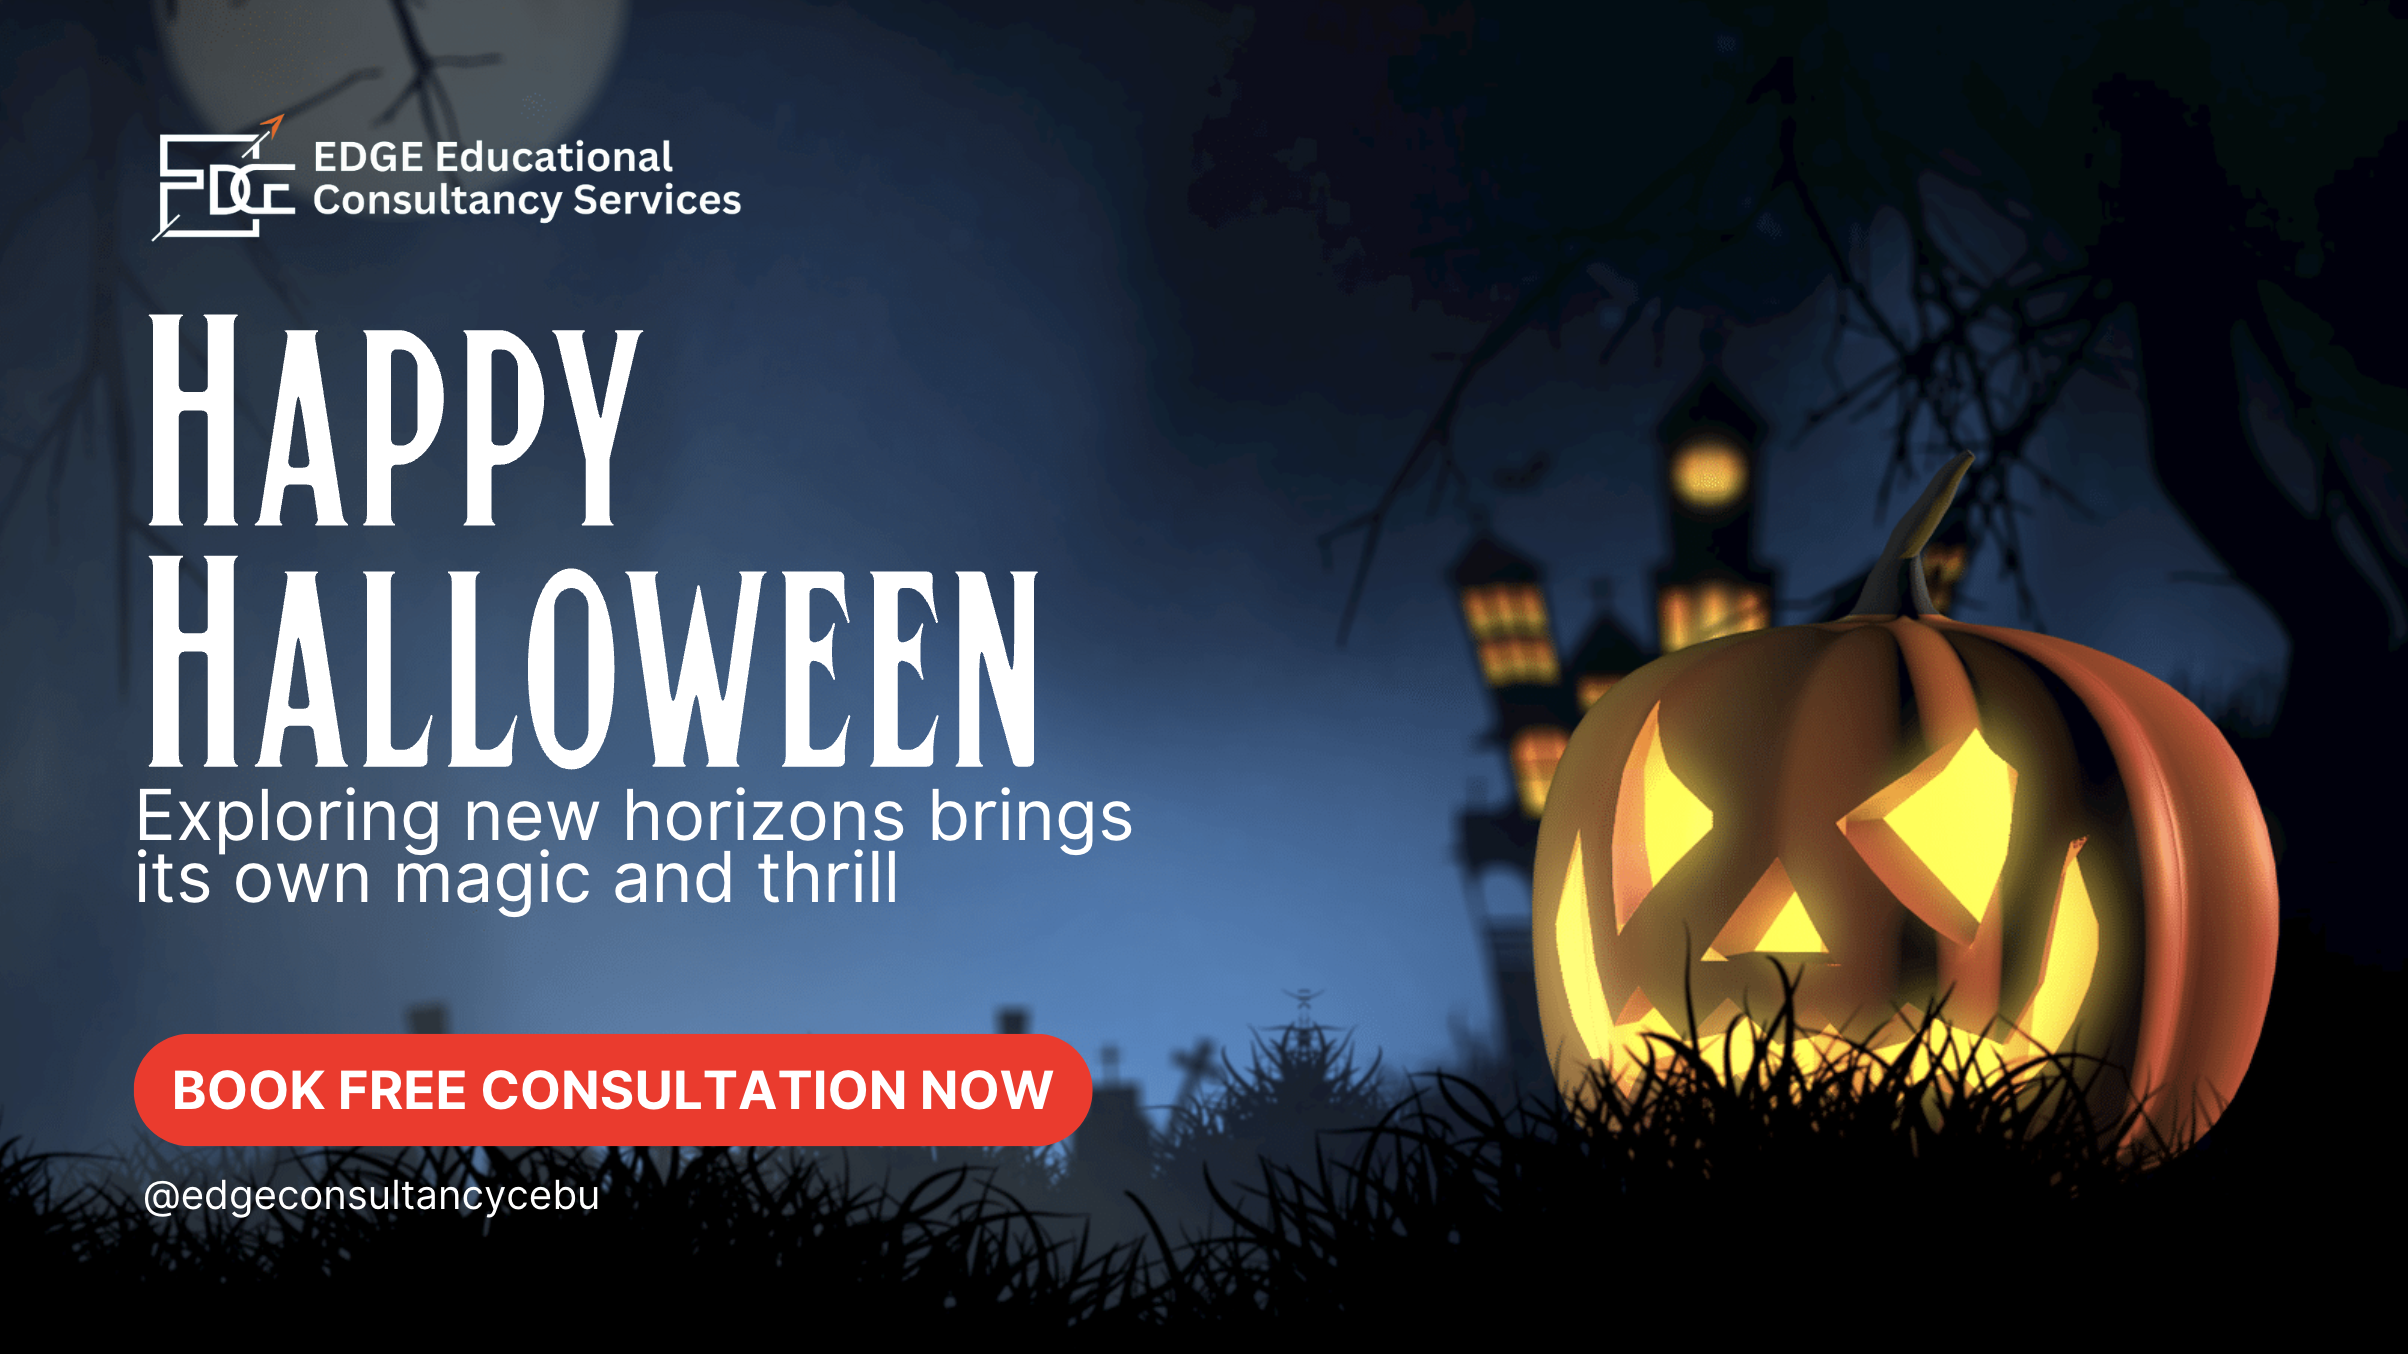 EDGE
EDGE Educational
Consultancy Services
HAPPY
HALLOWEEN
Exploring new horizons brings
its own magic and thrill
BOOK FREE CONSULTATION NOW
@edgeconsultancycebu